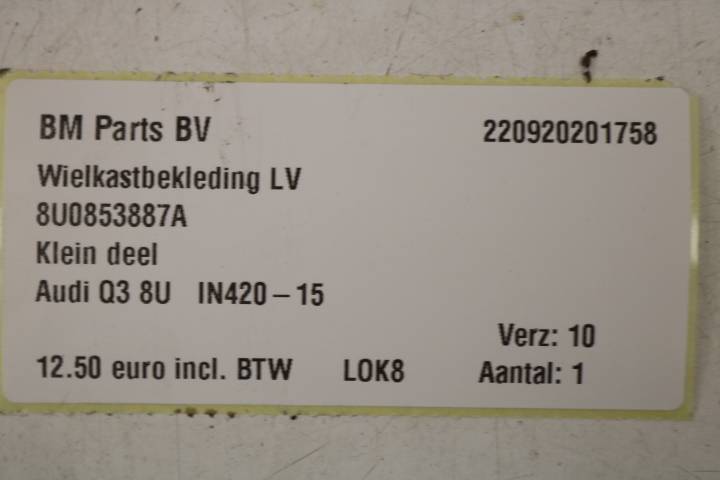 BM Parts BV 220920201758
Wielkastbekleding LV
8U0853887A
Klein deel
Audi Q3 8U IN420-15
Verz: 10
12.50 euro incl. BTW LOK8 Aantal: 1